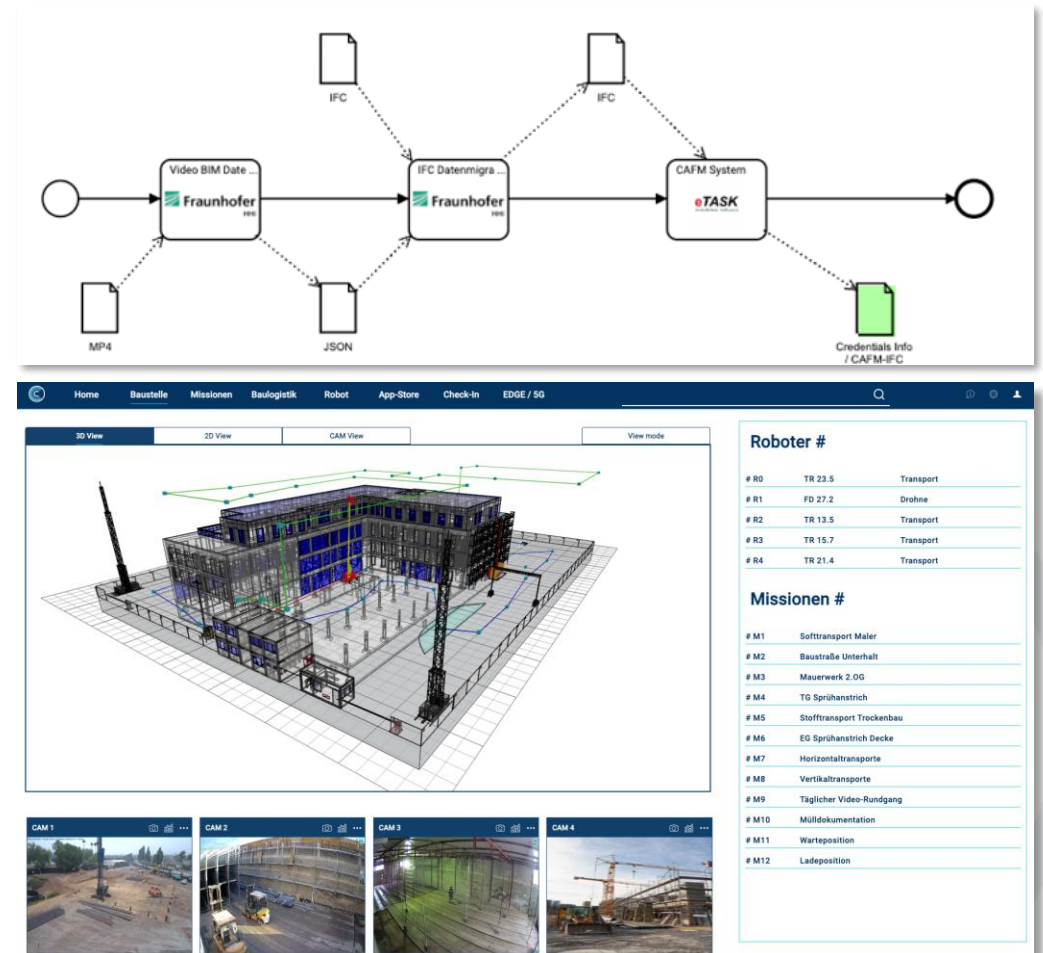 IFC
IFC
Video BIM Date ...
Fraunhofer
HHI
IFC Datenmigra ...
Fraunhofer
HHI
CAFM System
eTASK
MP4
JSON
Credentials Info
/ CAFM-IFC
Home
Baustelle
Missionen
Baulogistik
Robot
App-Store
Check-In
EDGE / 5G
3D View
2D View
CAM View
View mode
Roboter #
# R0 TR 23.5 Transport
# R1 FD 27.2 Drohne
# R2 TR 13.5 Transport
# R3 TR 15.7 Transport
# R4 TR 21.4 Transport
Missionen #
# M1 Softtransport Maler
# M2 Baustraße Unterhalt
# M3 Mauerwerk 2.OG
# M4 TG Sprühanstrich
# M5 Stofftransport Trockenbau
# M6 EG Sprühanstrich Decke
# M7 Horizontaltransporte
# M8 Vertikaltransporte
# M9 Täglicher Video-Rundgang
# M10 Mülldokumentation
# M11 Warteposition
# M12 Ladeposition
CAM 1
CAM 2
CAM 3
CAM 4